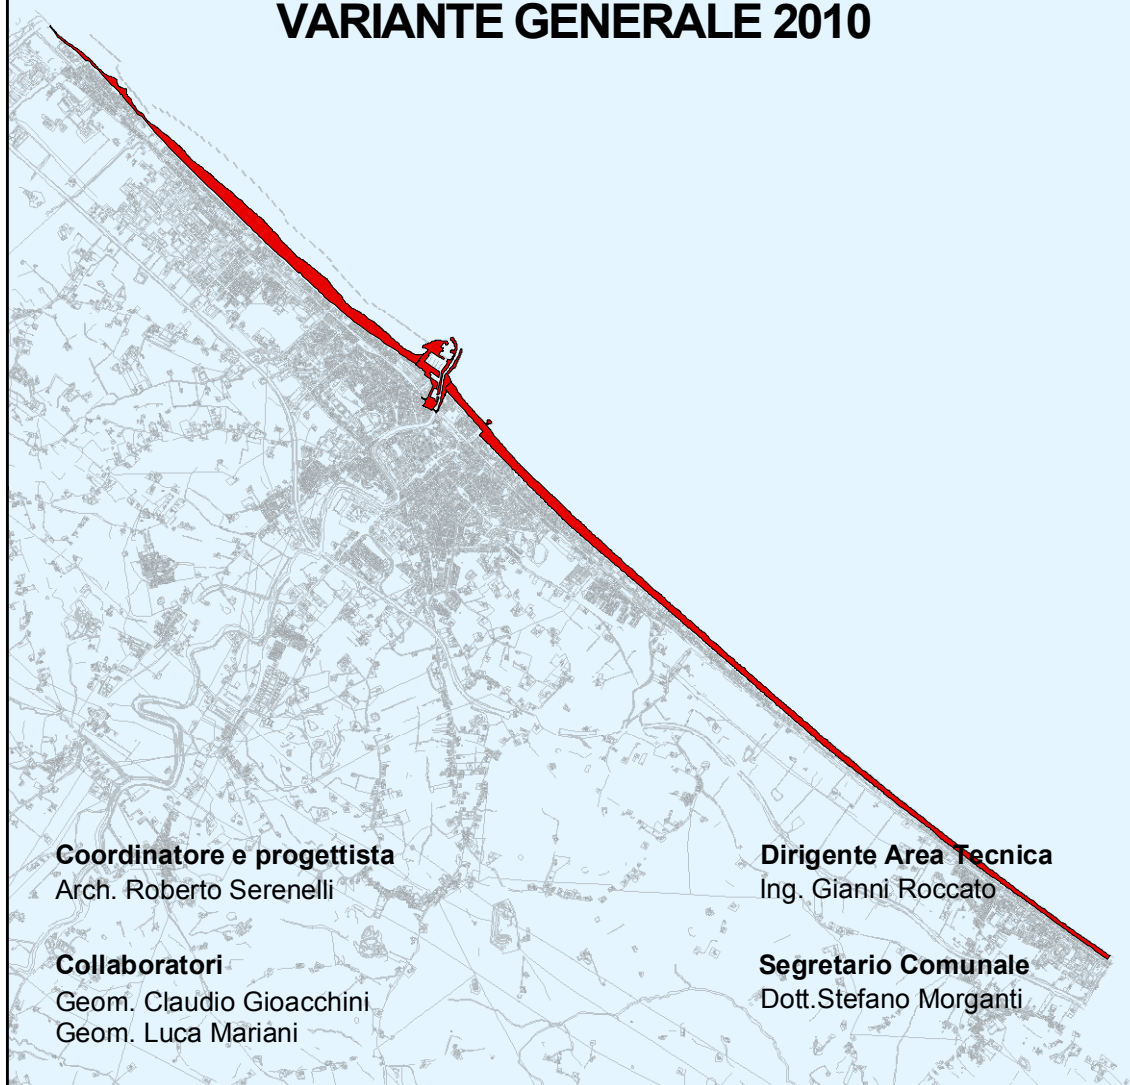 VARIANTE GENERALE 2010
Coordinatore e progettista
Arch. Roberto Serenelli
Collaboratori
Geom. Claudio Gioacchini
Geom. Luca Mariani
Dirigente Area Tecnica
Ing. Gianni Roccato
Segretario Comunale
Dott.Stefano Morganti